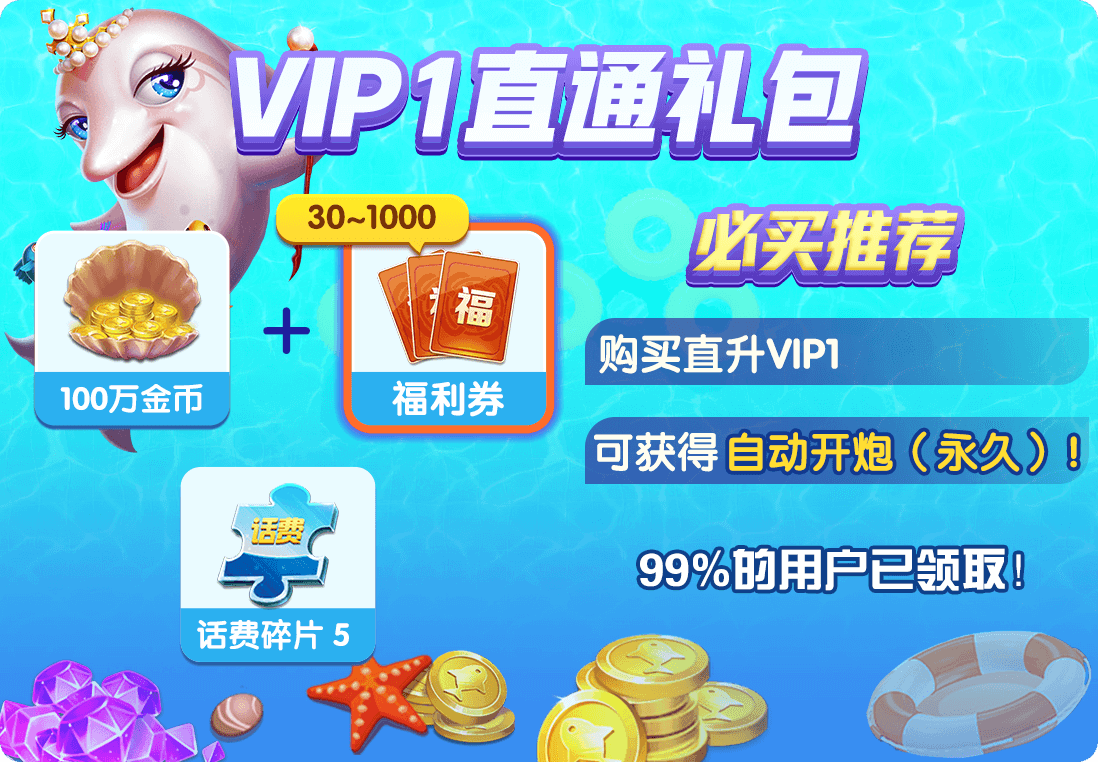 VIP1直通礼包
30~1000
必买推荐
福
100万金币
+
福利券
购买直升VIP1
可获得自动开炮（永久）！
话费
话费碎片 5
99%的用户已领取！